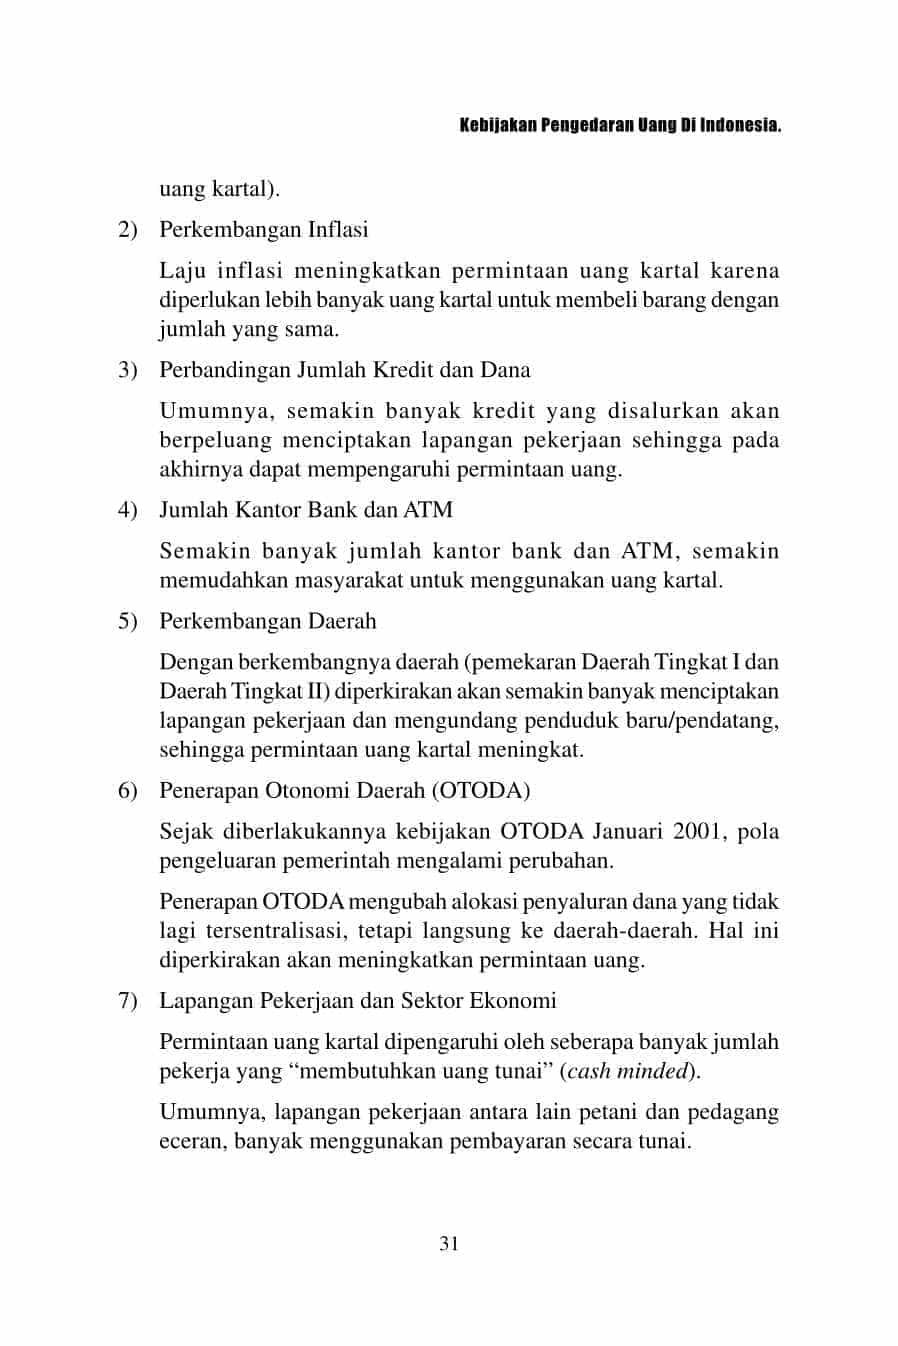 Kebijakan Pengedaran Uang Di Indonesia.
uang kartal).
2) Perkembangan Inflasi
Laju inflasi meningkatkan permintaan uang kartal karena
diperlukan lebih banyak uang kartal untuk membeli barang dengan
jumlah yang sama.
3) Perbandingan Jumlah Kredit dan Dana
Umumnya, semakin banyak kredit yang disalurkan akan
berpeluang menciptakan lapangan pekerjaan sehingga pada
akhirnya dapat mempengaruhi permintaan uang.
4) Jumlah Kantor Bank dan ATM
Semakin banyak jumlah kantor bank dan ATM, semakin
memudahkan masyarakat untuk menggunakan uang kartal.
5) Perkembangan Daerah
Dengan berkembangnya daerah (pemekaran Daerah Tingkat I dan
Daerah Tingkat II) diperkirakan akan semakin banyak menciptakan
lapangan pekerjaan dan mengundang penduduk baru/pendatang,
sehingga permintaan uang kartal meningkat.
6) Penerapan Otonomi Daerah (OTODA)
Sejak diberlakukannya kebijakan OTODA Januari 2001, pola
pengeluaran pemerintah mengalami perubahan.
Penerapan OTODA mengubah alokasi penyaluran dana yang tidak
lagi tersentralisasi, tetapi langsung ke daerah-daerah. Hal ini
diperkirakan akan meningkatkan permintaan uang.
7) Lapangan Pekerjaan dan Sektor Ekonomi
Permintaan uang kartal dipengaruhi oleh seberapa banyak jumlah
pekerja yang “membutuhkan uang tunai” (cash minded).
Umumnya, lapangan pekerjaan antara lain petani dan pedagang
eceran, banyak menggunakan pembayaran secara tunai.
31